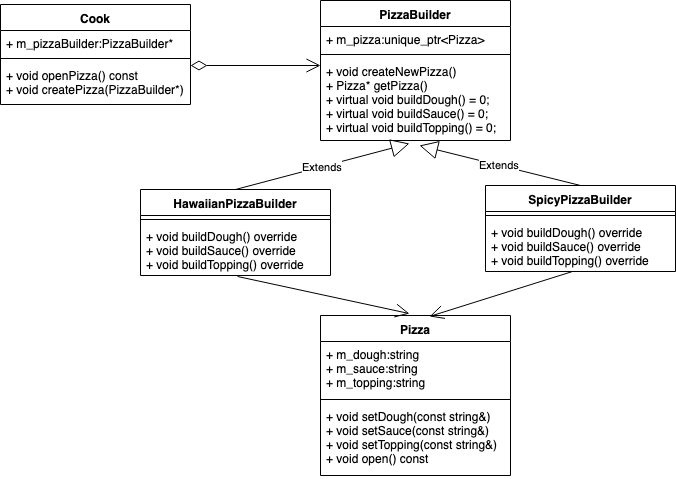 Cook
+ m_pizzaBuilder:PizzaBuilder*
+ void openPizza() const
+ void createPizza(PizzaBuilder*)
PizzaBuilder
+ m_pizza:unique_ptr<Pizza>
+ void createNewPizza()
+ Pizza* getPizza()
+ virtual void buildDough() = 0;
+ virtual void buildSauce() = 0;
+ virtual void buildTopping() = 0;
Extends
Extends
HawaiianPizzaBuilder
+ void buildDough() override
+ void buildSauce() override
+ void buildTopping() override
SpicyPizzaBuilder
+ void buildDough() override
+ void buildSauce() override
+ void buildTopping() override
Pizza
+ m_dough:string
+ m_sauce:string
+ m_topping:string
+ void setDough(const string&)
+ void setSauce(const string&)
+ void setTopping(const string&)
+ void open() const